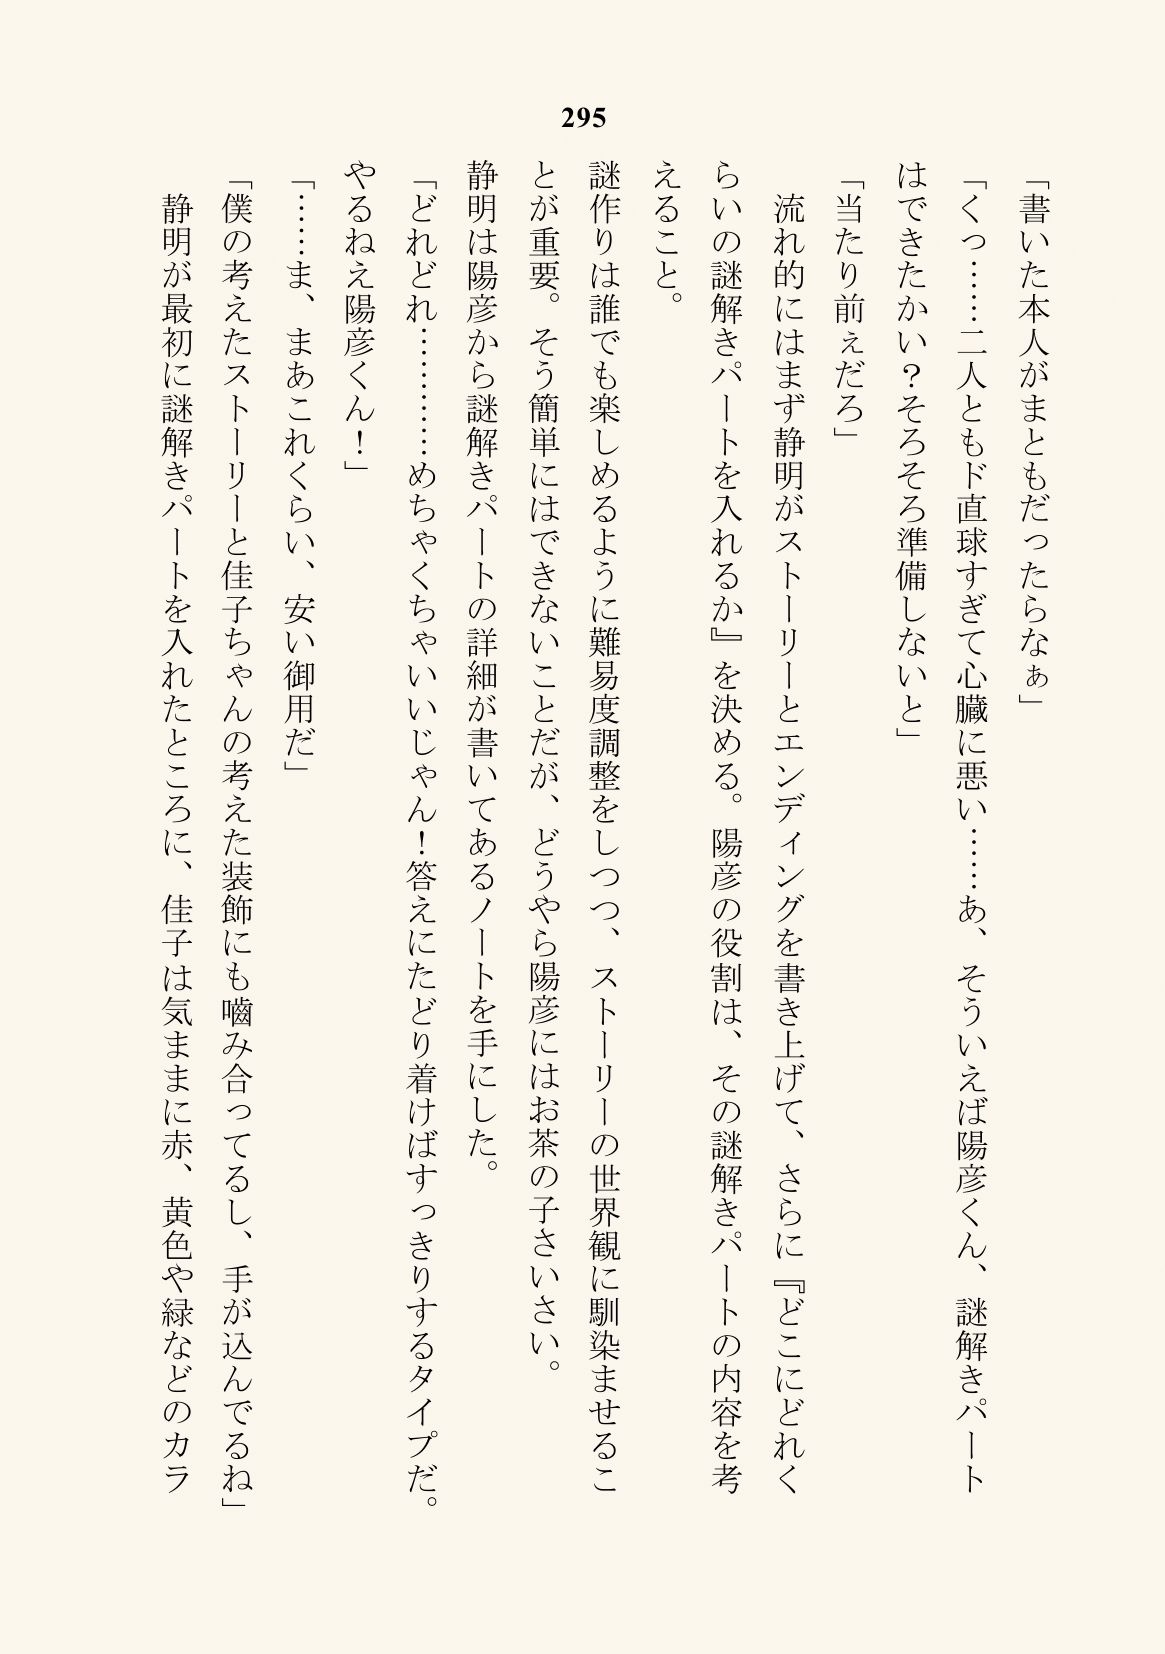 295
「書いた本人がまともだったらなぁ」
「くっ……二人ともド直球すぎて心臓に悪い……あ、そういえば陽彦くん、謎解きパート
はできたかい？そろそろ準備しないと」
「当たり前ぇだろ」
　流れ的にはまず静明がストーリーとエンディングを書き上げて、さらに『どこにどれく
らいの謎解きパートを入れるか』を決める。陽彦の役割は、その謎解きパートの内容を考
えること。
謎作りは誰でも楽しめるように難易度調整をしつつ、ストーリーの世界観に馴染ませるこ
とが重要。そう簡単にはできないことだが、どうやら陽彦にはお茶の子さいさい。
静明は陽彦から謎解きパートの詳細が書いてあるノートを手にした。
「どれどれ…………めちゃくちゃいいじゃん！答えにたどり着けばすっきりするタイプだ。
やるねえ陽彦くん！」
「……ま、まあこれくらい、安い御用だ」
「僕の考えたストーリーと佳子ちゃんの考えた装飾にも嚙み合ってるし、手が込んでるね」
　静明が最初に謎解きパートを入れたところに、佳子は気ままに赤、黄色や緑などのカラ